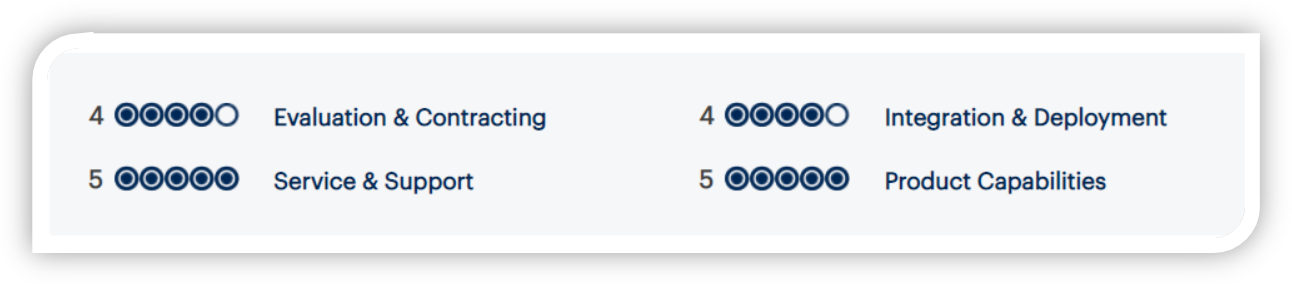 4 Evaluation & Contracting
4 Integration & Deployment
5 Service & Support
5 Product Capabilities